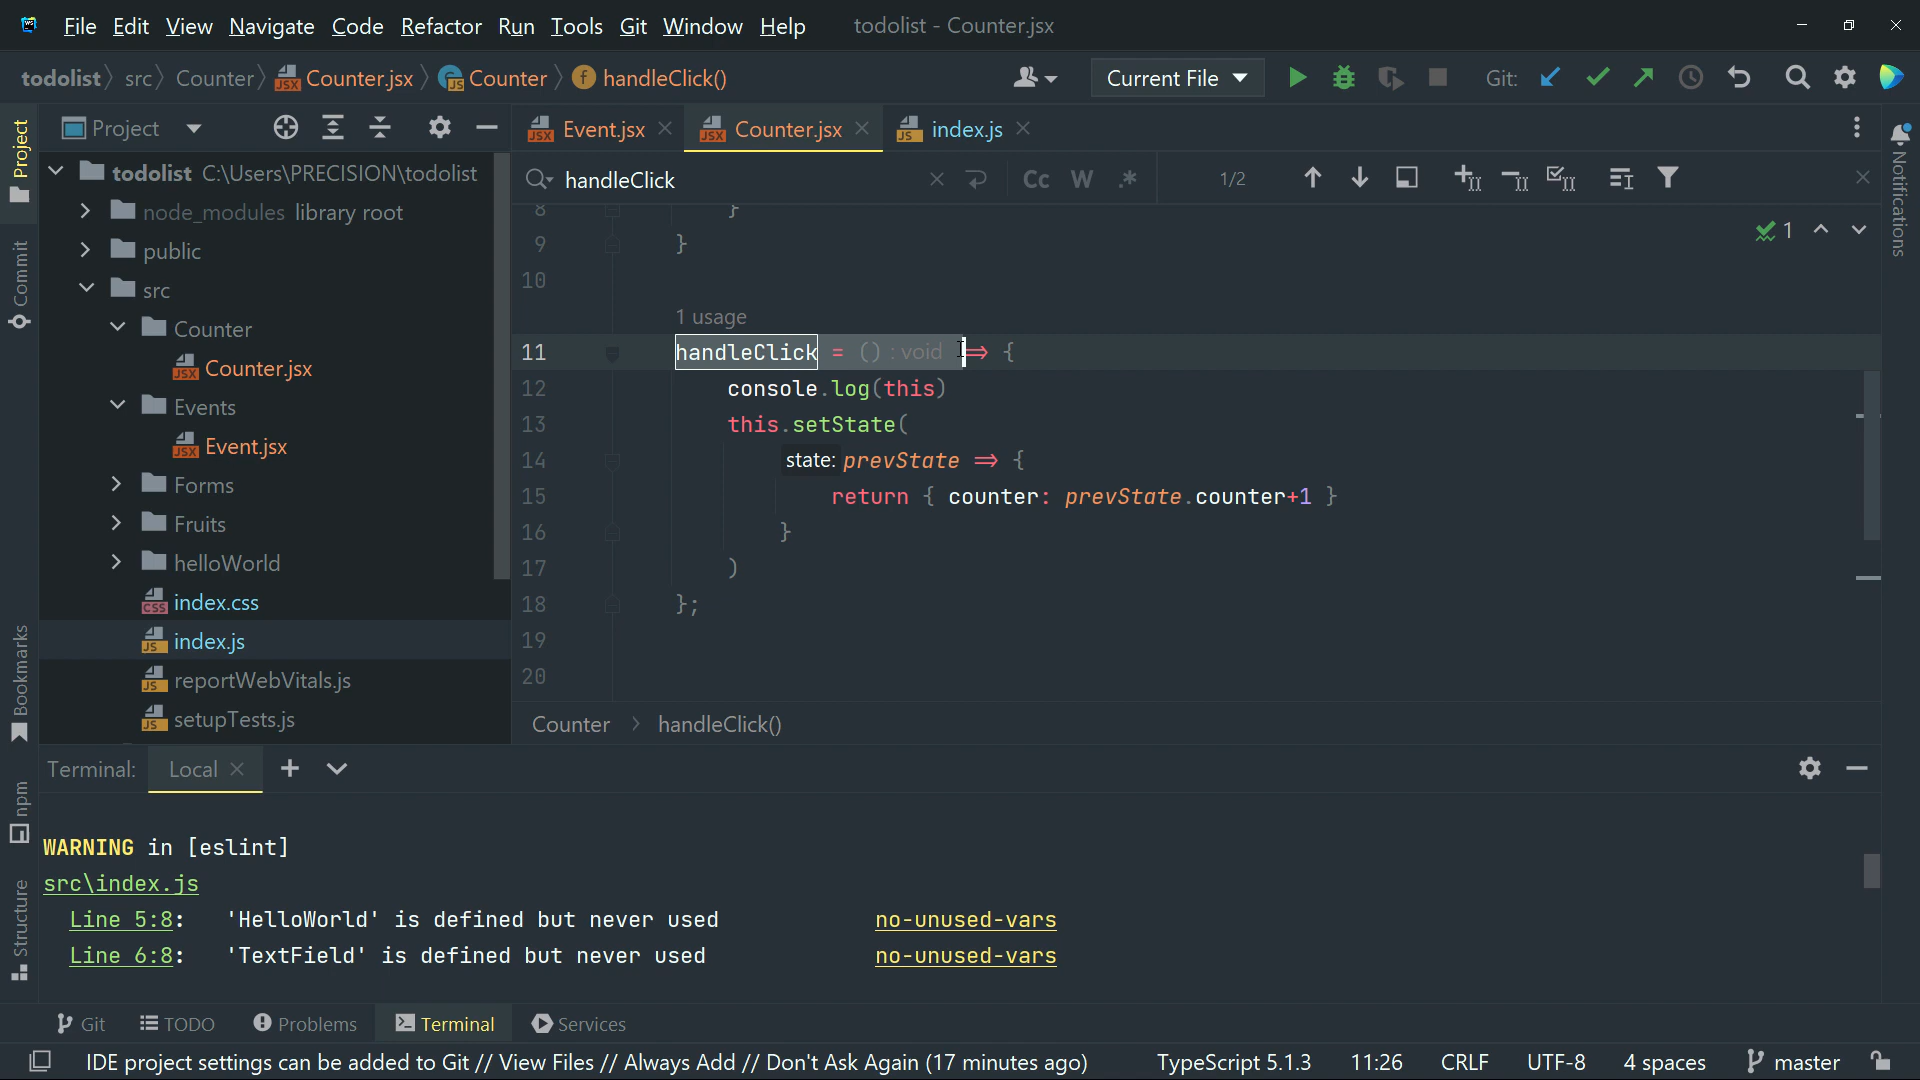 File Edit View Navigate Code Refactor Run Tools Git Window Help todolist - Counter.jsx
todolist src Counter Counter.jsx Counter handleClick() Current File Git:
Project
Event.jsx Counter.jsx index.js
handleClick Cc W .* 1/2
todolist C:\Users\PRECISION\todolist
node_modules library root
public
src
Counter
Counter.jsx
Events
Event.jsx
Forms
Fruits
helloWorld
index.css
index.js
reportWebVitals.js
setupTests.js
8 }
9 }
10
1 usage
11 handleClick = () : void => {
12 console.log(this)
13 this.setState(
14 state: prevState => {
15 return { counter: prevState.counter+1 }
16 }
17 )
18 };
19
20
1
Counter > handleClick()
Project
Commit
Bookmarks
npm
Structure
Notifications
Terminal: Local
WARNING in [eslint]
src\index.js
Line 5:8: 'HelloWorld' is defined but never used no-unused-vars
Line 6:8: 'TextField' is defined but never used no-unused-vars
Git TODO Problems Terminal Services
IDE project settings can be added to Git // View Files // Always Add // Don't Ask Again (17 minutes ago) TypeScript 5.1.3 11:26 CRLF UTF-8 4 spaces master